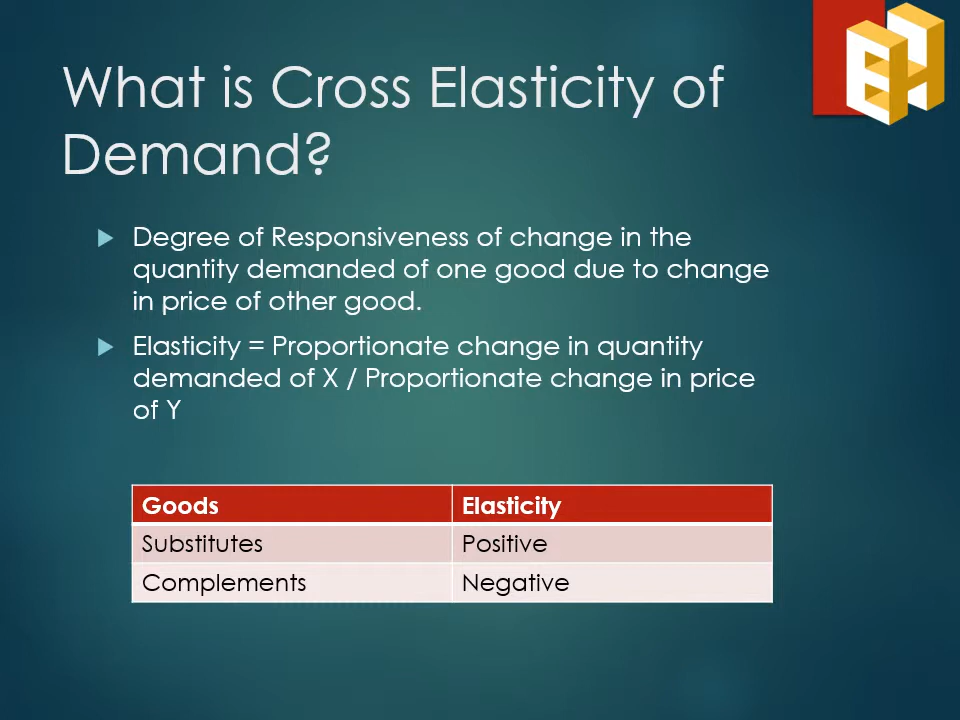 What is Cross Elasticity of
Demand?
Degree of Responsiveness of change in the
quantity demanded of one good due to change
in price of other good.
Elasticity = Proportionate change in quantity
demanded of X / Proportionate change in price
of Y
Goods Elasticity
Substitutes Positive
Complements Negative
EH